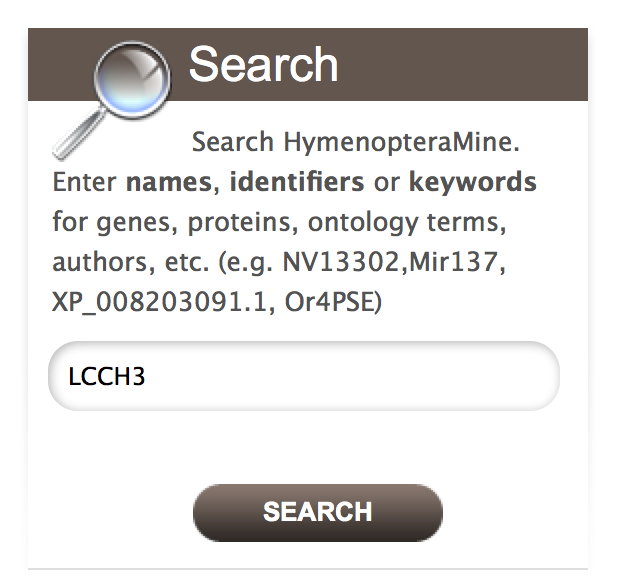 Search
Search HymenopteraMine.
Enter names, identifiers or keywords
for genes, proteins, ontology terms,
authors, etc. (e.g. NV13302,Mir137,
XP_008203091.1, Or4PSE)
LCCH3
SEARCH